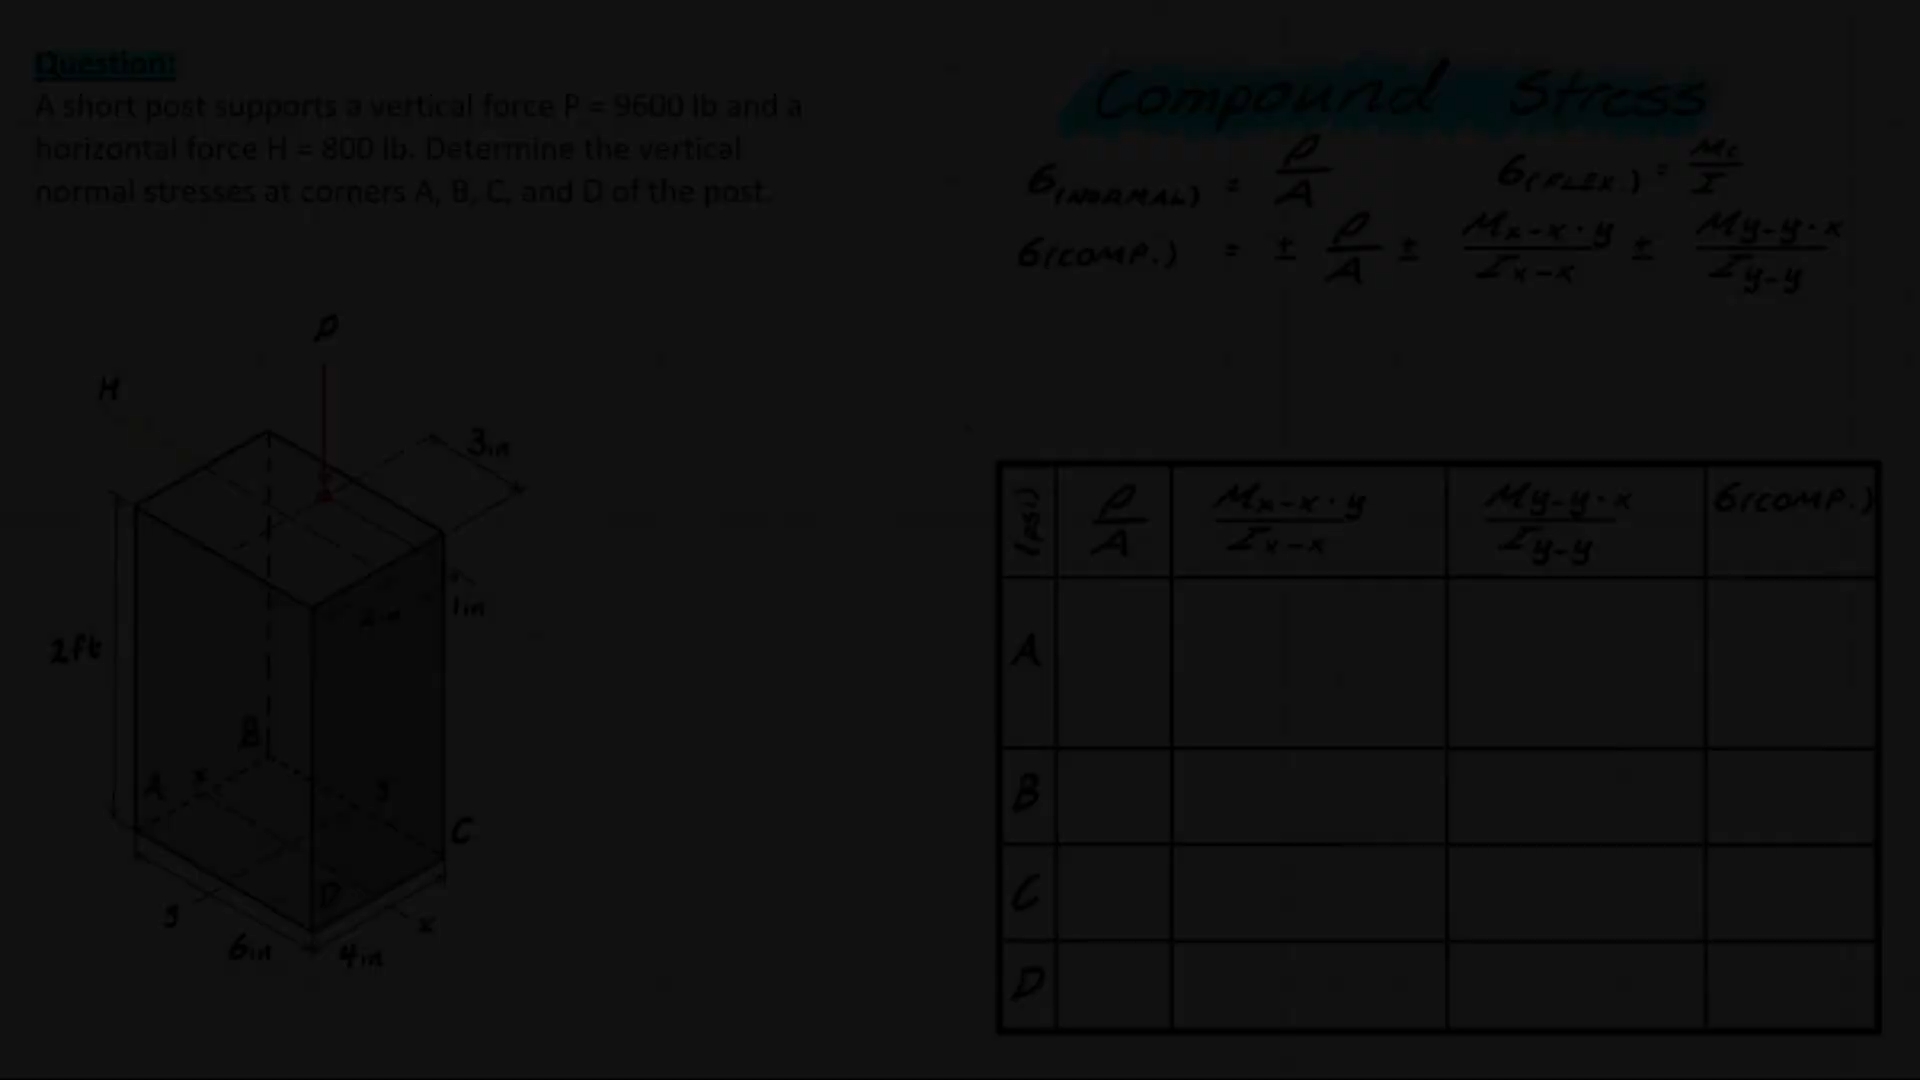 Question:
A short post supports a vertical force P = 9600 lb and a
horizontal force H = 800 lb. Determine the vertical
normal stresses at corners A, B, C, and D of the post.
Compound Stress
σ(NORMAL) = P/A
σ(FLEX.) = Mc/I
σ(COMP.) = ± P/A ± Mx-x·y/Ix-x ± My-y·x/Iy-y
P
H
3in
1in
2ft
B
A
x
y
C
D
y
x
6in
4in
(psi) P/A Mx-x·y/Ix-x My-y·x/Iy-y σ(COMP.)
A
B
C
D